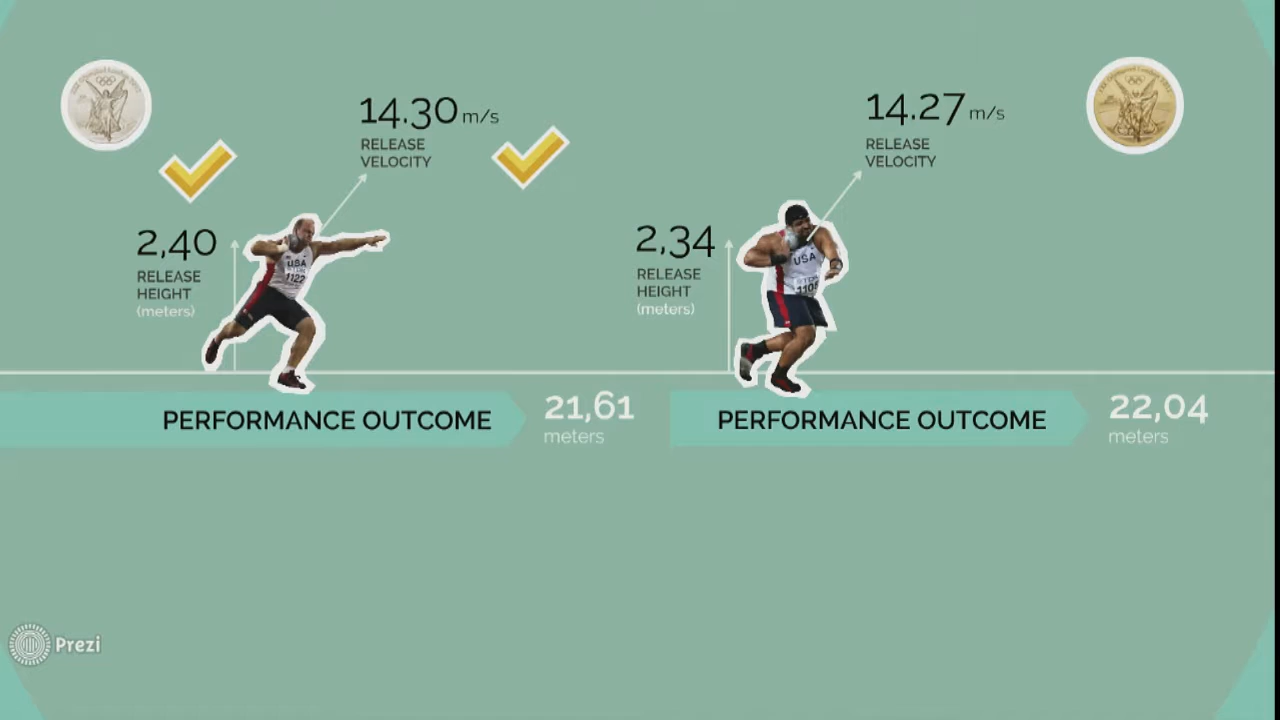 14.30 m/s
RELEASE
VELOCITY
2,40
RELEASE
HEIGHT
(meters)
USA
1122
PERFORMANCE OUTCOME
21,61
meters
14.27 m/s
RELEASE
VELOCITY
2,34
RELEASE
HEIGHT
(meters)
USA
PERFORMANCE OUTCOME
22,04
meters
Prezi